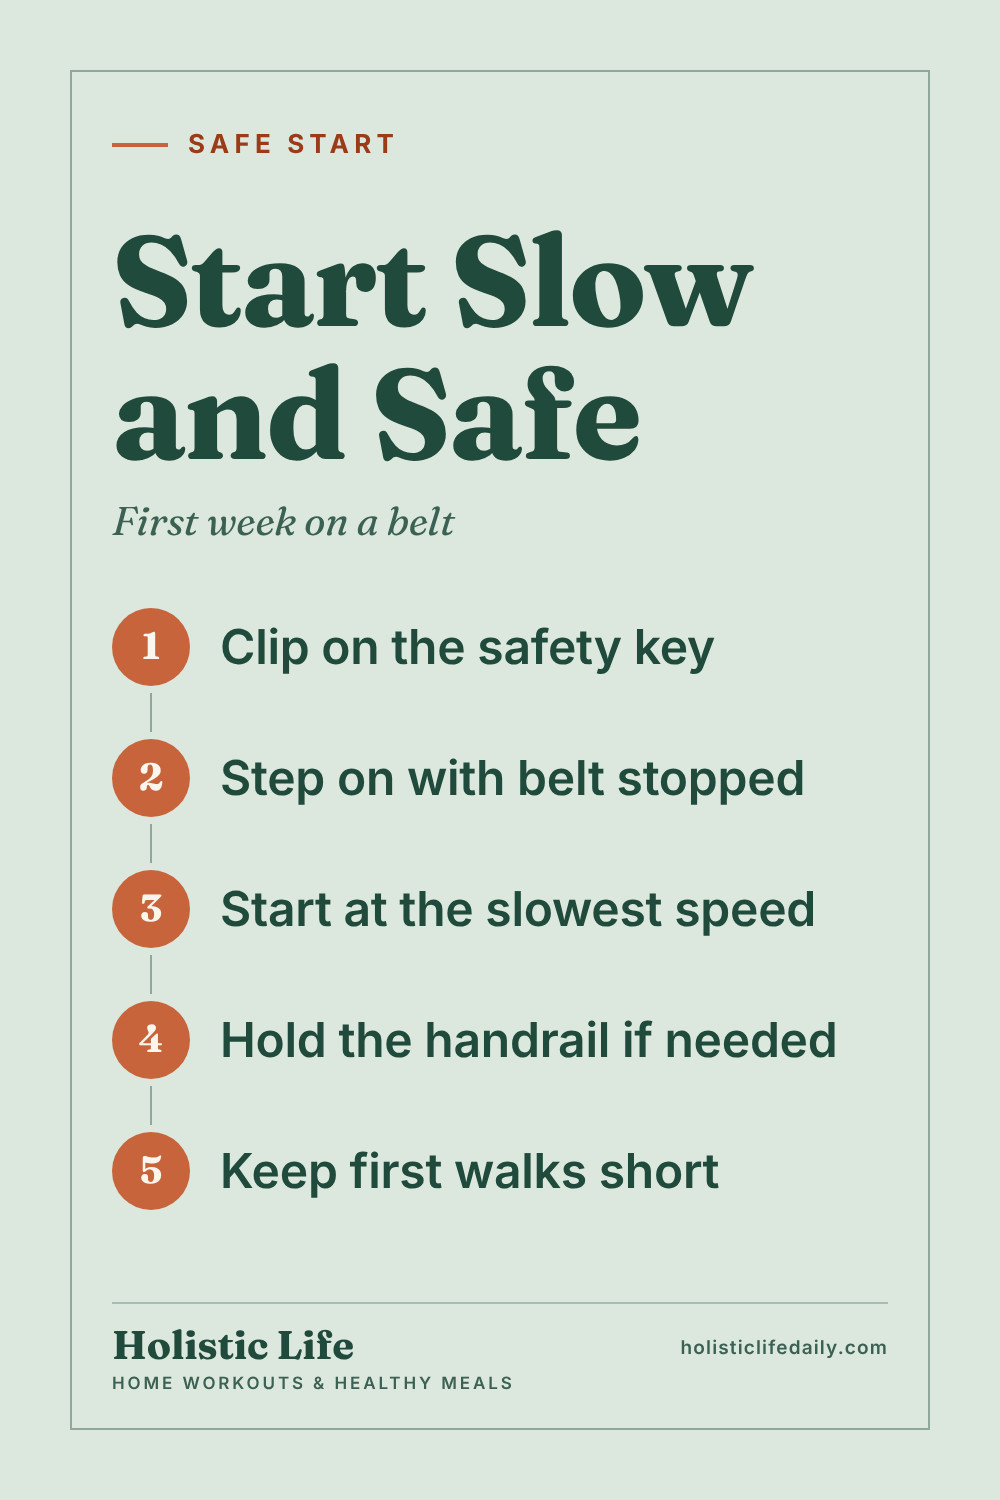 SAFE START
Start Slow
and Safe
First week on a belt
1 Clip on the safety key
2 Step on with belt stopped
3 Start at the slowest speed
4 Hold the handrail if needed
5 Keep first walks short
Holistic Life
holisticlifedaily.com
HOME WORKOUTS & HEALTHY MEALS